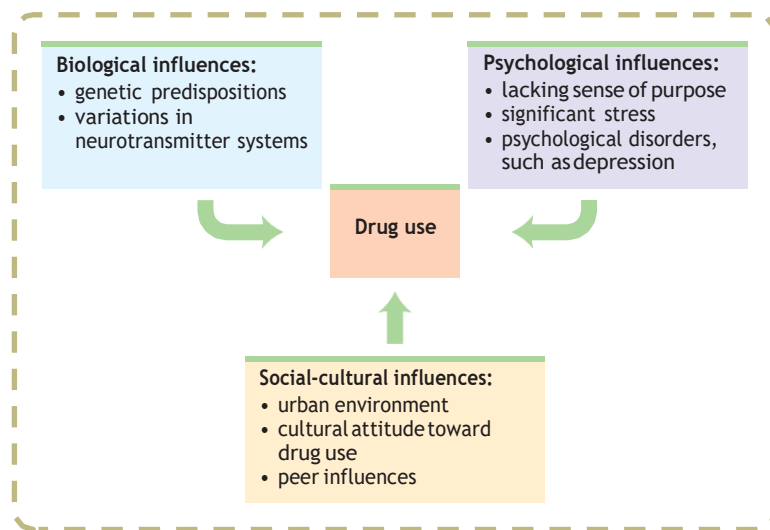 Biological influences:
• genetic predispositions
• variations in
neurotransmitter systems
Psychological influences:
• lacking sense of purpose
• significant stress
• psychological disorders,
such as depression
Drug use
Social-cultural influences:
• urban environment
• cultural attitude toward
drug use
• peer influences